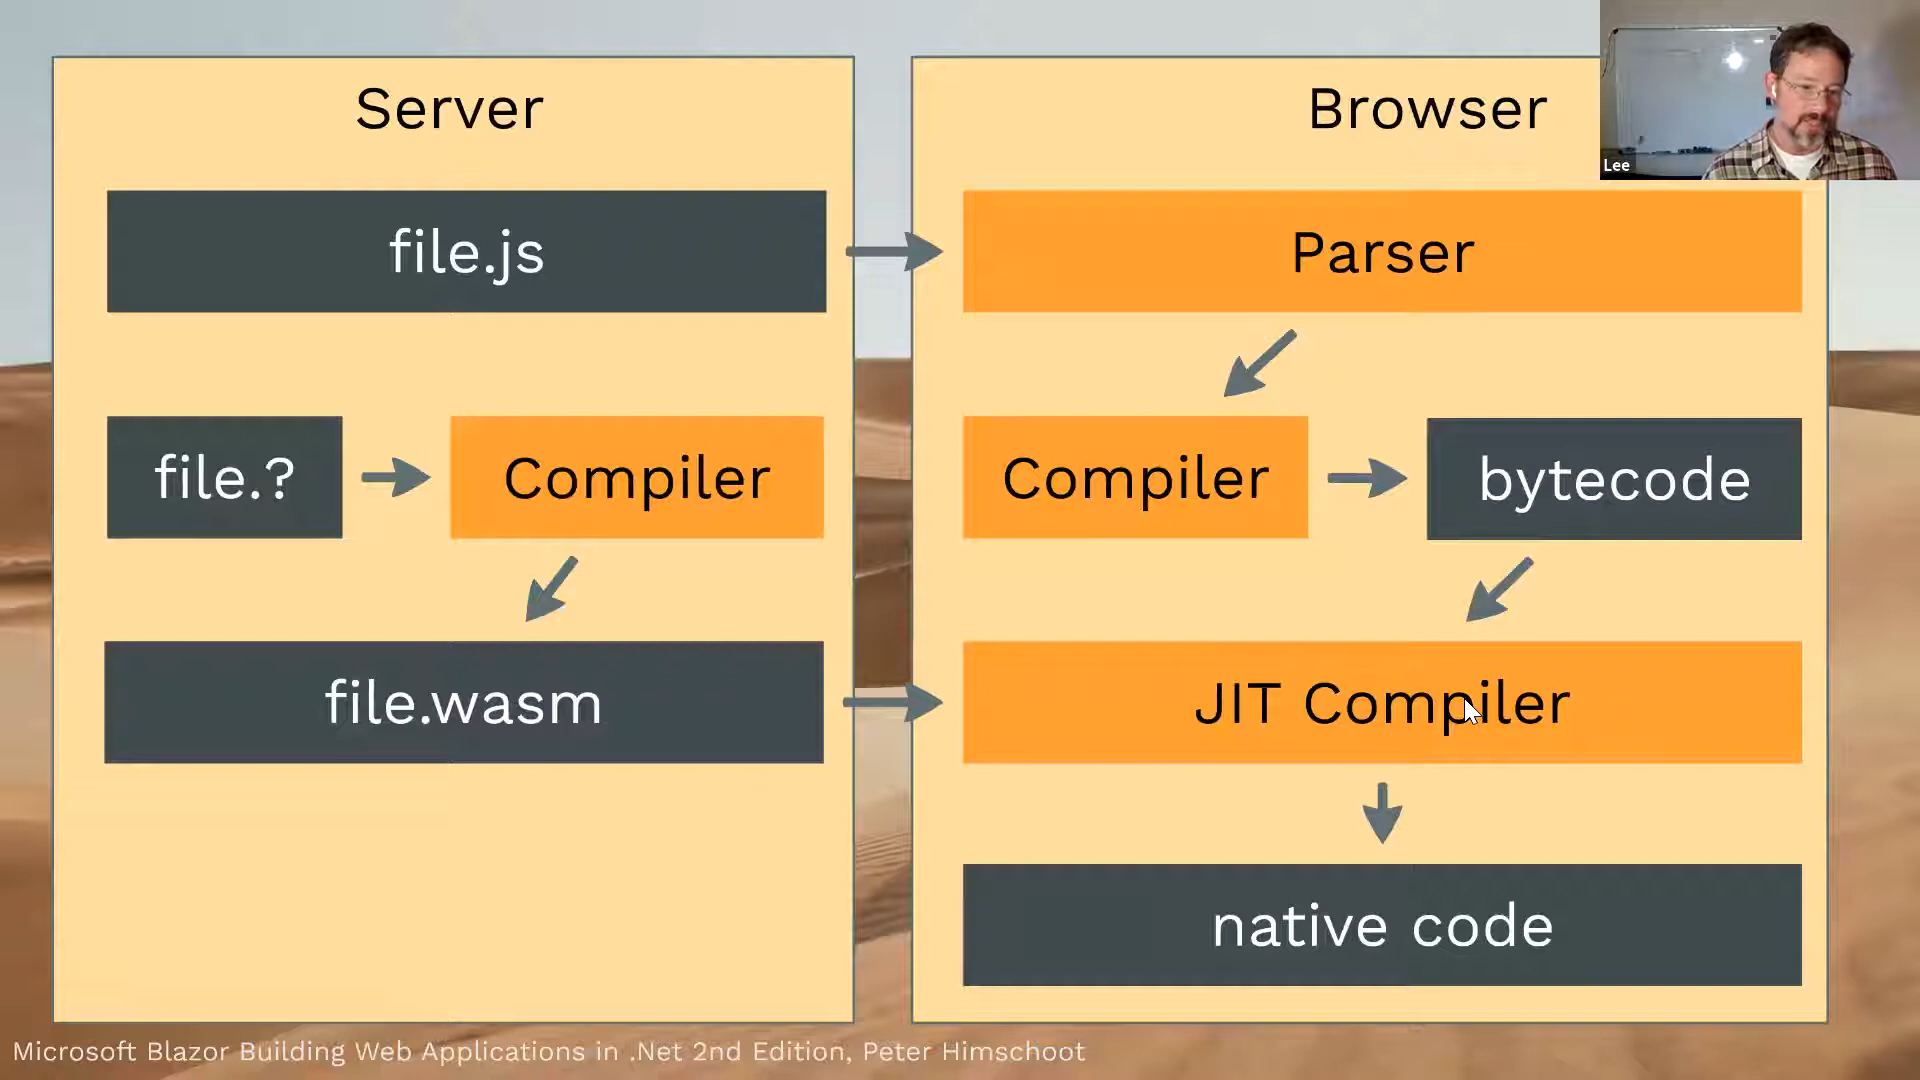 Server
Browser
Lee
file.js
Parser
file.?
Compiler
Compiler
bytecode
file.wasm
JIT Compiler
native code
Microsoft Blazor Building Web Applications in .Net 2nd Edition, Peter Himschoot